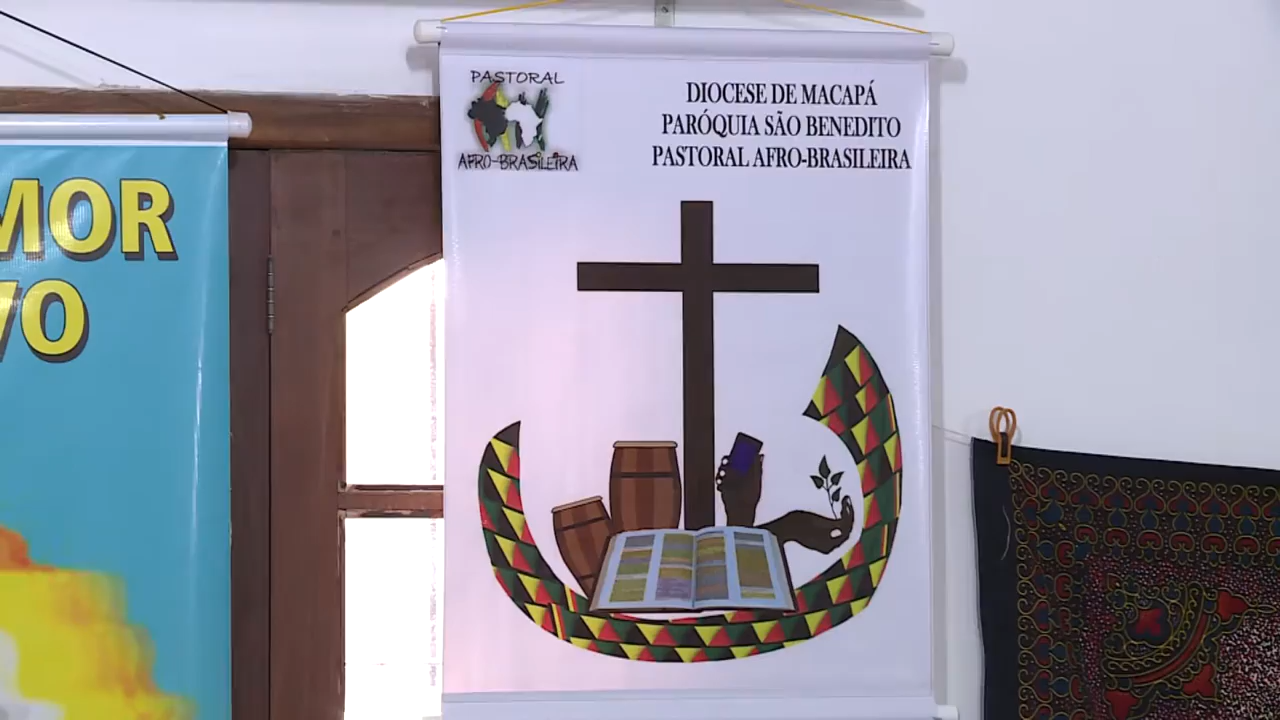 PASTORAL
AFRO-BRASILEIRA
DIOCESE DE MACAPÁ
PARÓQUIA SÃO BENEDITO
PASTORAL AFRO-BRASILEIRA
MOR
VO